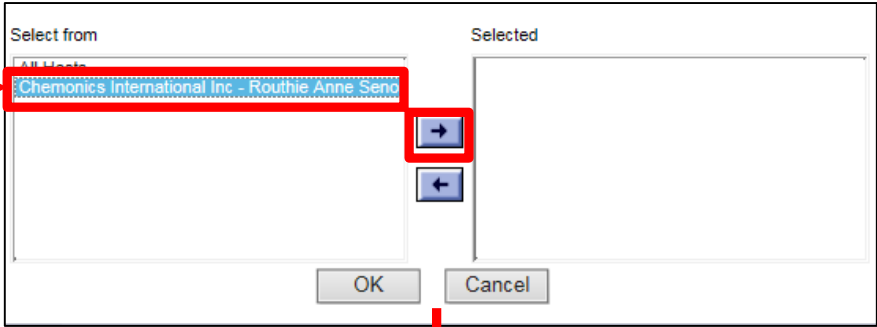 Select from
Selected
All Hosts
Chemonics International Inc - Routhie Anne Seno
OK
Cancel